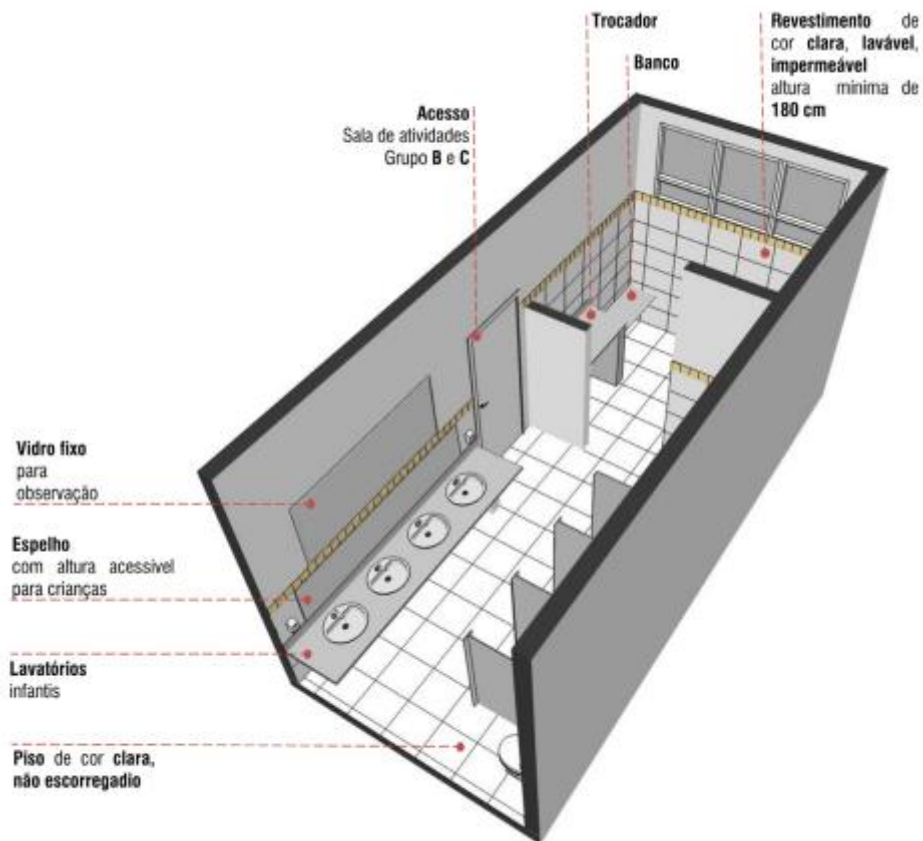 Trocador
Banco
Revestimento de
cor clara, lavável,
impermeável
altura mínima de
180 cm
Acesso
Sala de atividades
Grupo B e C
Vidro fixo
para
observação
Espelho
com altura acessível
para crianças
Lavatórios
infantis
Piso de cor clara,
não escorregadio